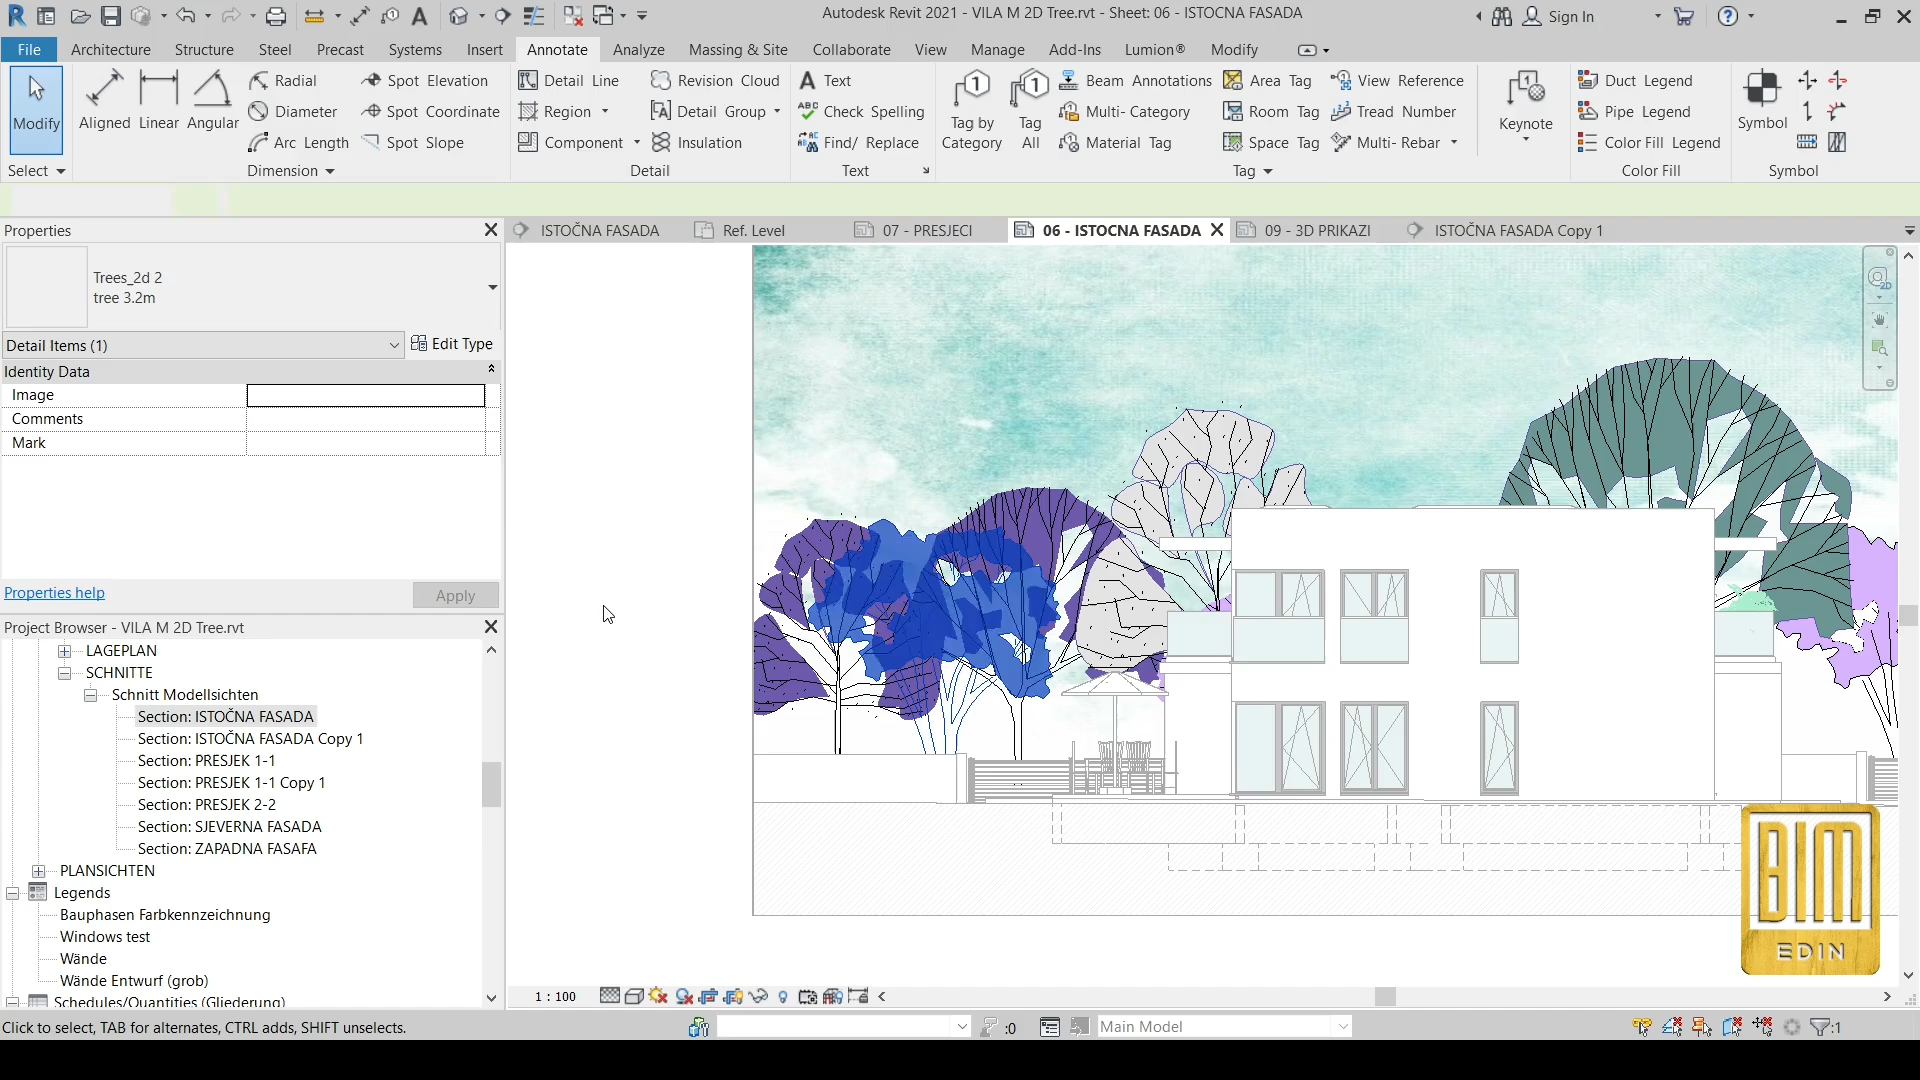 Autodesk Revit 2021 - VILA M 2D Tree.rvt - Sheet: 06 - ISTOCNA FASADA
Sign In
File Architecture Structure Steel Precast Systems Insert Annotate Analyze Massing & Site Collaborate View Manage Add-Ins Lumion® Modify
Modify
Select
Aligned Linear Angular
Radial
Diameter
Arc Length
Spot Elevation
Spot Coordinate
Spot Slope
Dimension
Detail Line
Region
Component
Revision Cloud
Detail Group
Insulation
Detail
Text
Check Spelling
Find/ Replace
Text
Tag by
Category
Tag
All
Beam Annotations
Multi- Category
Material Tag
Area Tag
Room Tag
Space Tag
View Reference
Tread Number
Multi- Rebar
Tag
Keynote
Duct Legend
Pipe Legend
Color Fill Legend
Color Fill
Symbol
Symbol
Properties
Trees_2d 2
tree 3.2m
Detail Items (1)
Edit Type
Identity Data
Image
Comments
Mark
Properties help
Apply
Project Browser - VILA M 2D Tree.rvt
LAGEPLAN
SCHNITTE
Schnitt Modellsichten
Section: ISTOČNA FASADA
Section: ISTOČNA FASADA Copy 1
Section: PRESJEK 1-1
Section: PRESJEK 1-1 Copy 1
Section: PRESJEK 2-2
Section: SJEVERNA FASADA
Section: ZAPADNA FASAFA
PLANSICHTEN
Legends
Bauphasen Farbkennzeichnung
Windows test
Wände
Wände Entwurf (grob)
Schedules/Quantities (Gliederung)
ISTOČNA FASADA
Ref. Level
07 - PRESJECI
06 - ISTOCNA FASADA
09 - 3D PRIKAZI
ISTOČNA FASADA Copy 1
2D
BIM
EDIN
1 : 100
Click to select, TAB for alternates, CTRL adds, SHIFT unselects.
:0
Main Model
:1